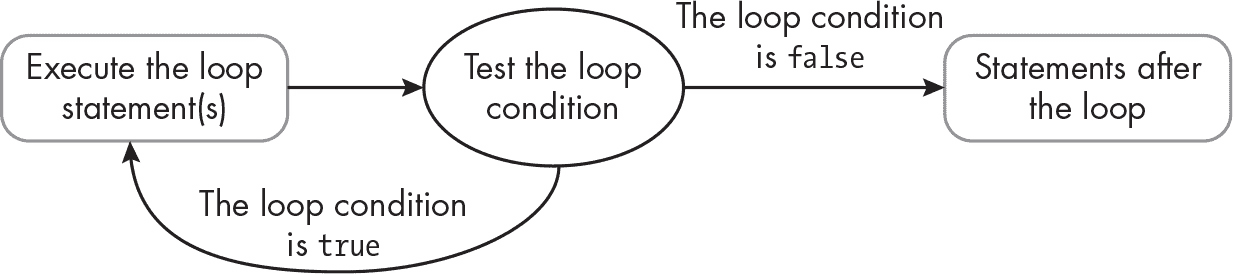 Execute the loop
statement(s)
Test the loop
condition
The loop condition
is false
Statements after
the loop
The loop condition
is true